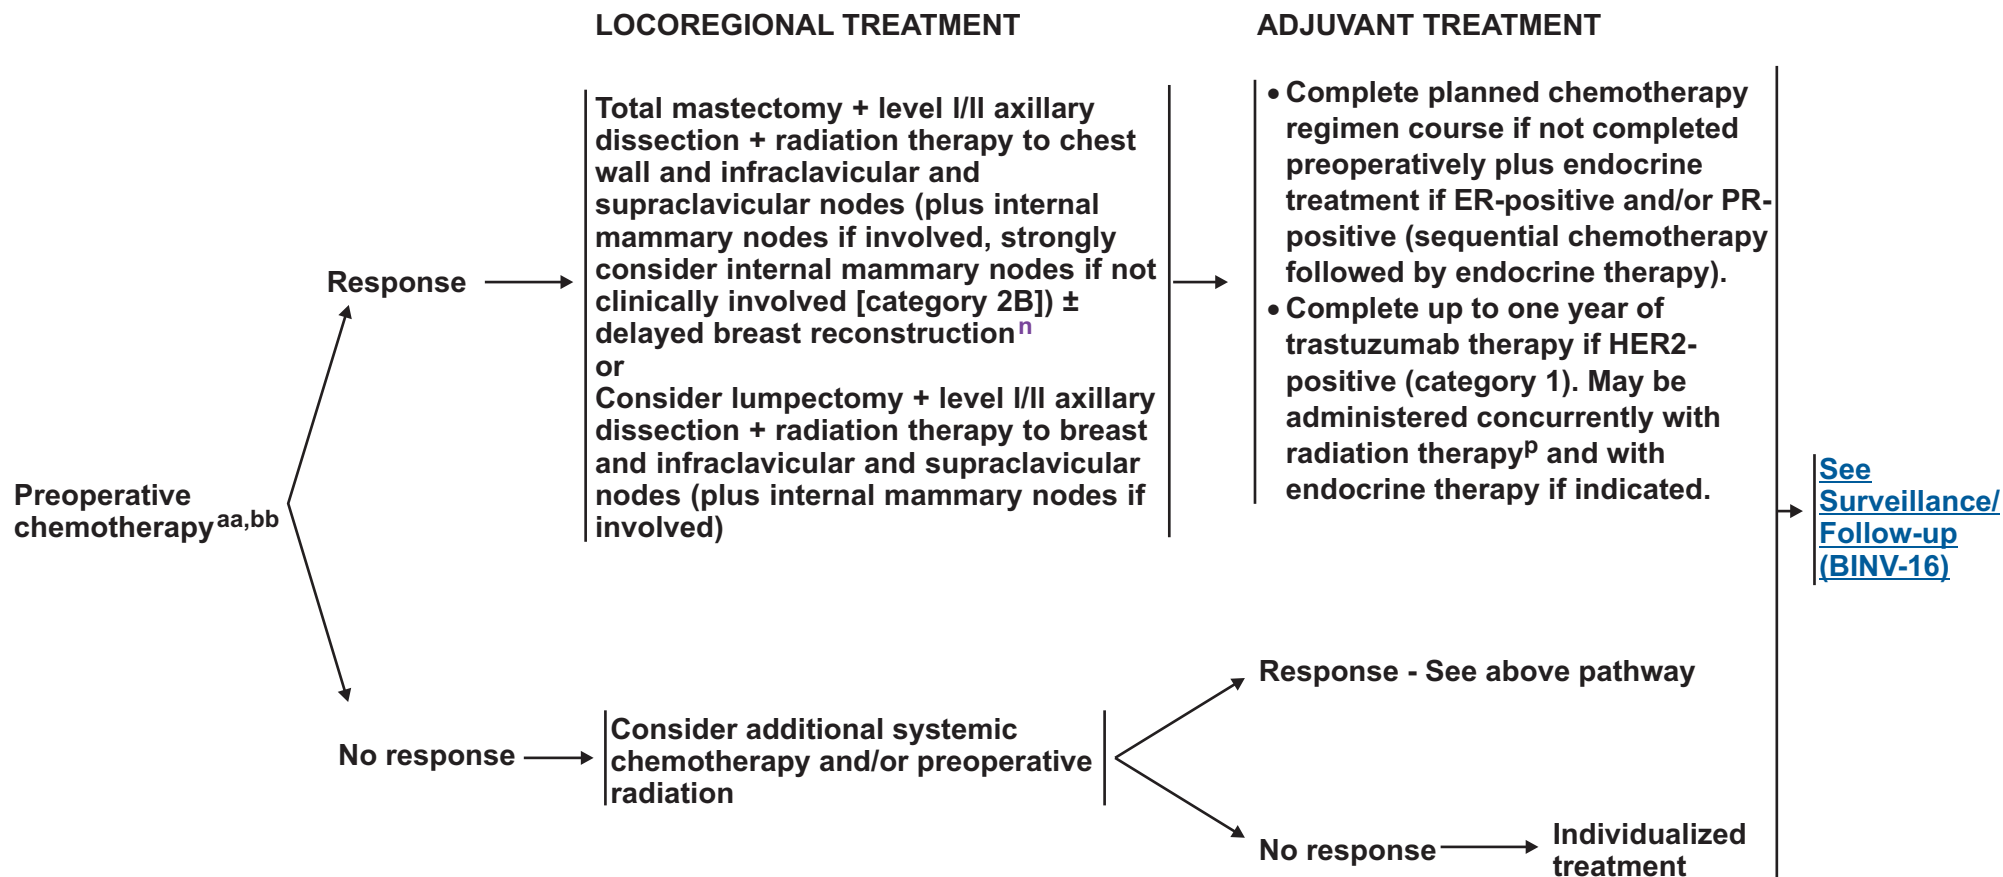 LOCOREGIONAL TREATMENT
ADJUVANT TREATMENT
Preoperative
chemotherapy aa,bb
Response
Total mastectomy + level I/II axillary
dissection + radiation therapy to chest
wall and infraclavicular and
supraclavicular nodes (plus internal
mammary nodes if involved, strongly
consider internal mammary nodes if not
clinically involved [category 2B]) ±
delayed breast reconstruction n
or
Consider lumpectomy + level I/II axillary
dissection + radiation therapy to breast
and infraclavicular and supraclavicular
nodes (plus internal mammary nodes if
involved)
• Complete planned chemotherapy
regimen course if not completed
preoperatively plus endocrine
treatment if ER-positive and/or PR-
positive (sequential chemotherapy
followed by endocrine therapy).
• Complete up to one year of
trastuzumab therapy if HER2-
positive (category 1). May be
administered concurrently with
radiation therapy p and with
endocrine therapy if indicated.
See
Surveillance/
Follow-up
(BINV-16)
No response
Consider additional systemic
chemotherapy and/or preoperative
radiation
Response - See above pathway
No response
Individualized
treatment